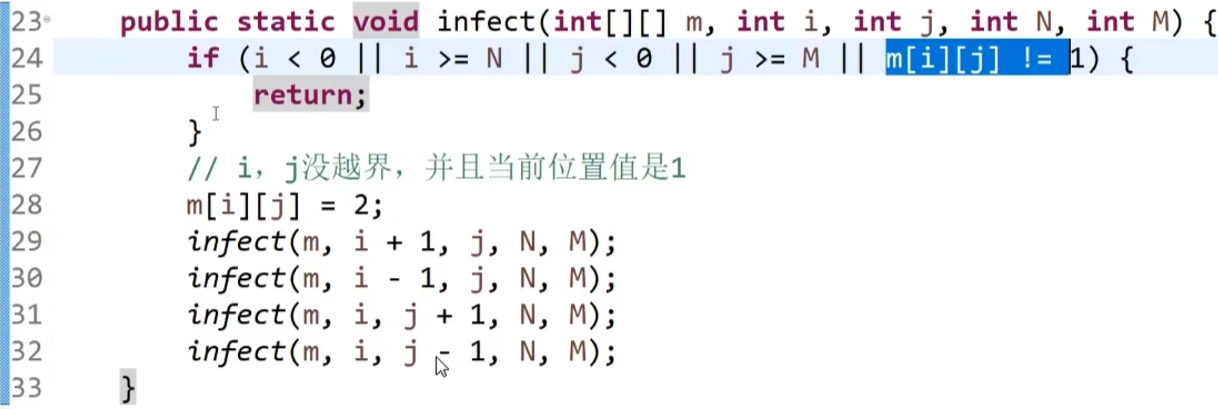 23 public static void infect(int[][] m, int i, int j, int N, int M) {
24 if (i < 0 || i >= N || j < 0 || j >= M || m[i][j] != 1) {
25 return;
26 }
27 // i，j没越界，并且当前位置值是1
28 m[i][j] = 2;
29 infect(m, i + 1, j, N, M);
30 infect(m, i - 1, j, N, M);
31 infect(m, i, j + 1, N, M);
32 infect(m, i, j - 1, N, M);
33 }